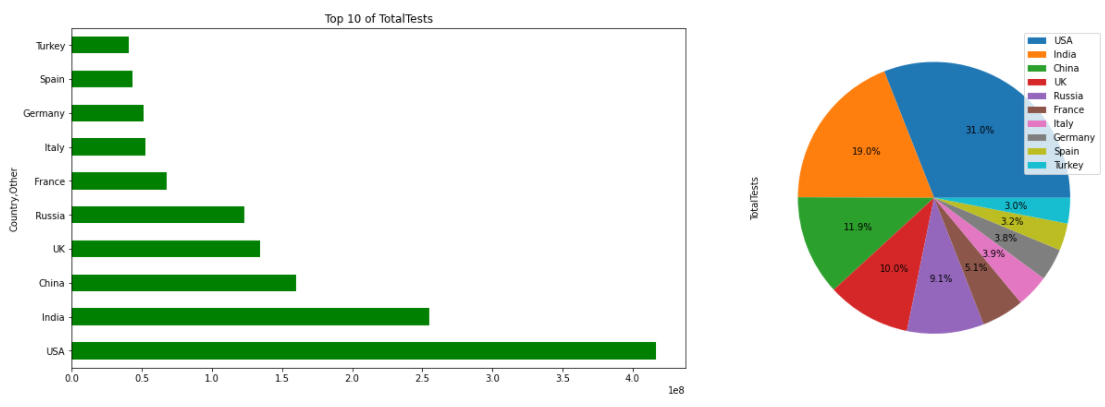 Top 10 of TotalTests
Country,Other
Turkey
Spain
Germany
Italy
France
Russia
UK
China
India
USA
0.0 0.5 1.0 1.5 2.0 2.5 3.0 3.5 4.0
1e8
TotalTests
USA
India
China
UK
Russia
France
Italy
Germany
Spain
Turkey
31.0%
19.0%
11.9%
10.0%
9.1%
5.1%
3.9%
3.8%
3.2%
3.0%